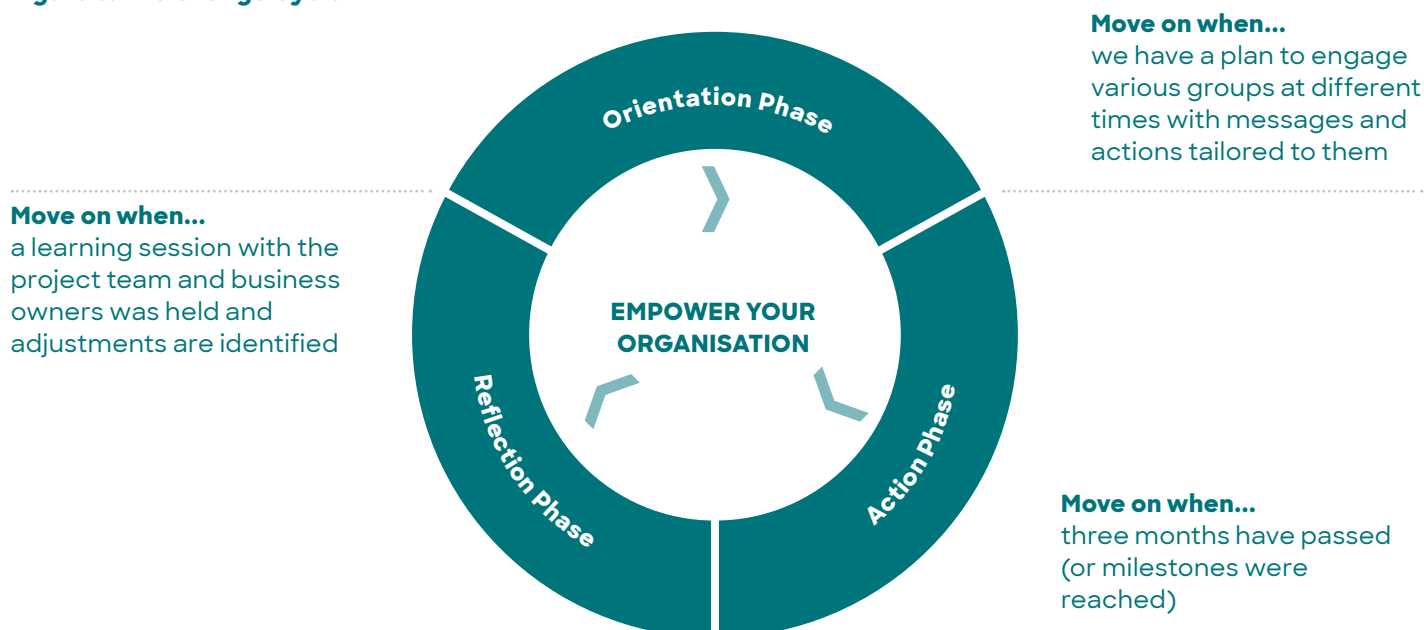 Move on when...
we have a plan to engage
various groups at different
times with messages and
actions tailored to them
Orientation Phase
Move on when...
a learning session with the
project team and business
owners was held and
adjustments are identified
EMPOWER YOUR
ORGANISATION
Reflection Phase
Action Phase
Move on when...
three months have passed
(or milestones were
reached)